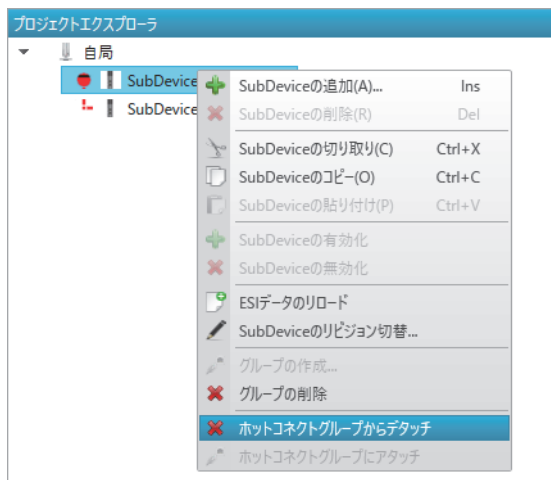 プロジェクトエクスプローラ
自局
SubDevice
SubDevice
SubDeviceの追加(A)... Ins
SubDeviceの削除(R) Del
SubDeviceの切り取り(C) Ctrl+X
SubDeviceのコピー(O) Ctrl+C
SubDeviceの貼り付け(P) Ctrl+V
SubDeviceの有効化
SubDeviceの無効化
ESIデータのリロード
SubDeviceのリビジョン切替...
グループの作成...
グループの削除
ホットコネクトグループからデタッチ
ホットコネクトグループにアタッチ